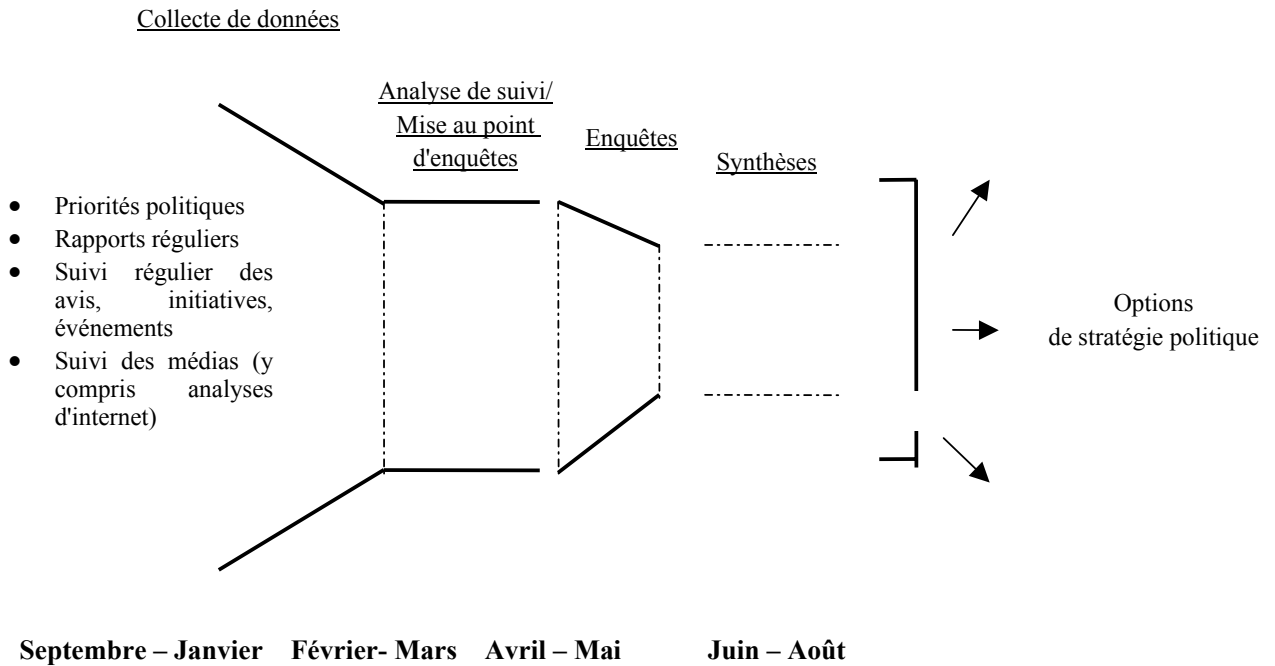 Collecte de données
Analyse de suivi/
Mise au point
d'enquêtes
Enquêtes
Synthèses
• Priorités politiques
• Rapports réguliers
• Suivi régulier des
avis, initiatives,
événements
• Suivi des médias (y
compris analyses
d'internet)
Options
de stratégie politique
Septembre – Janvier Février- Mars Avril – Mai Juin – Août